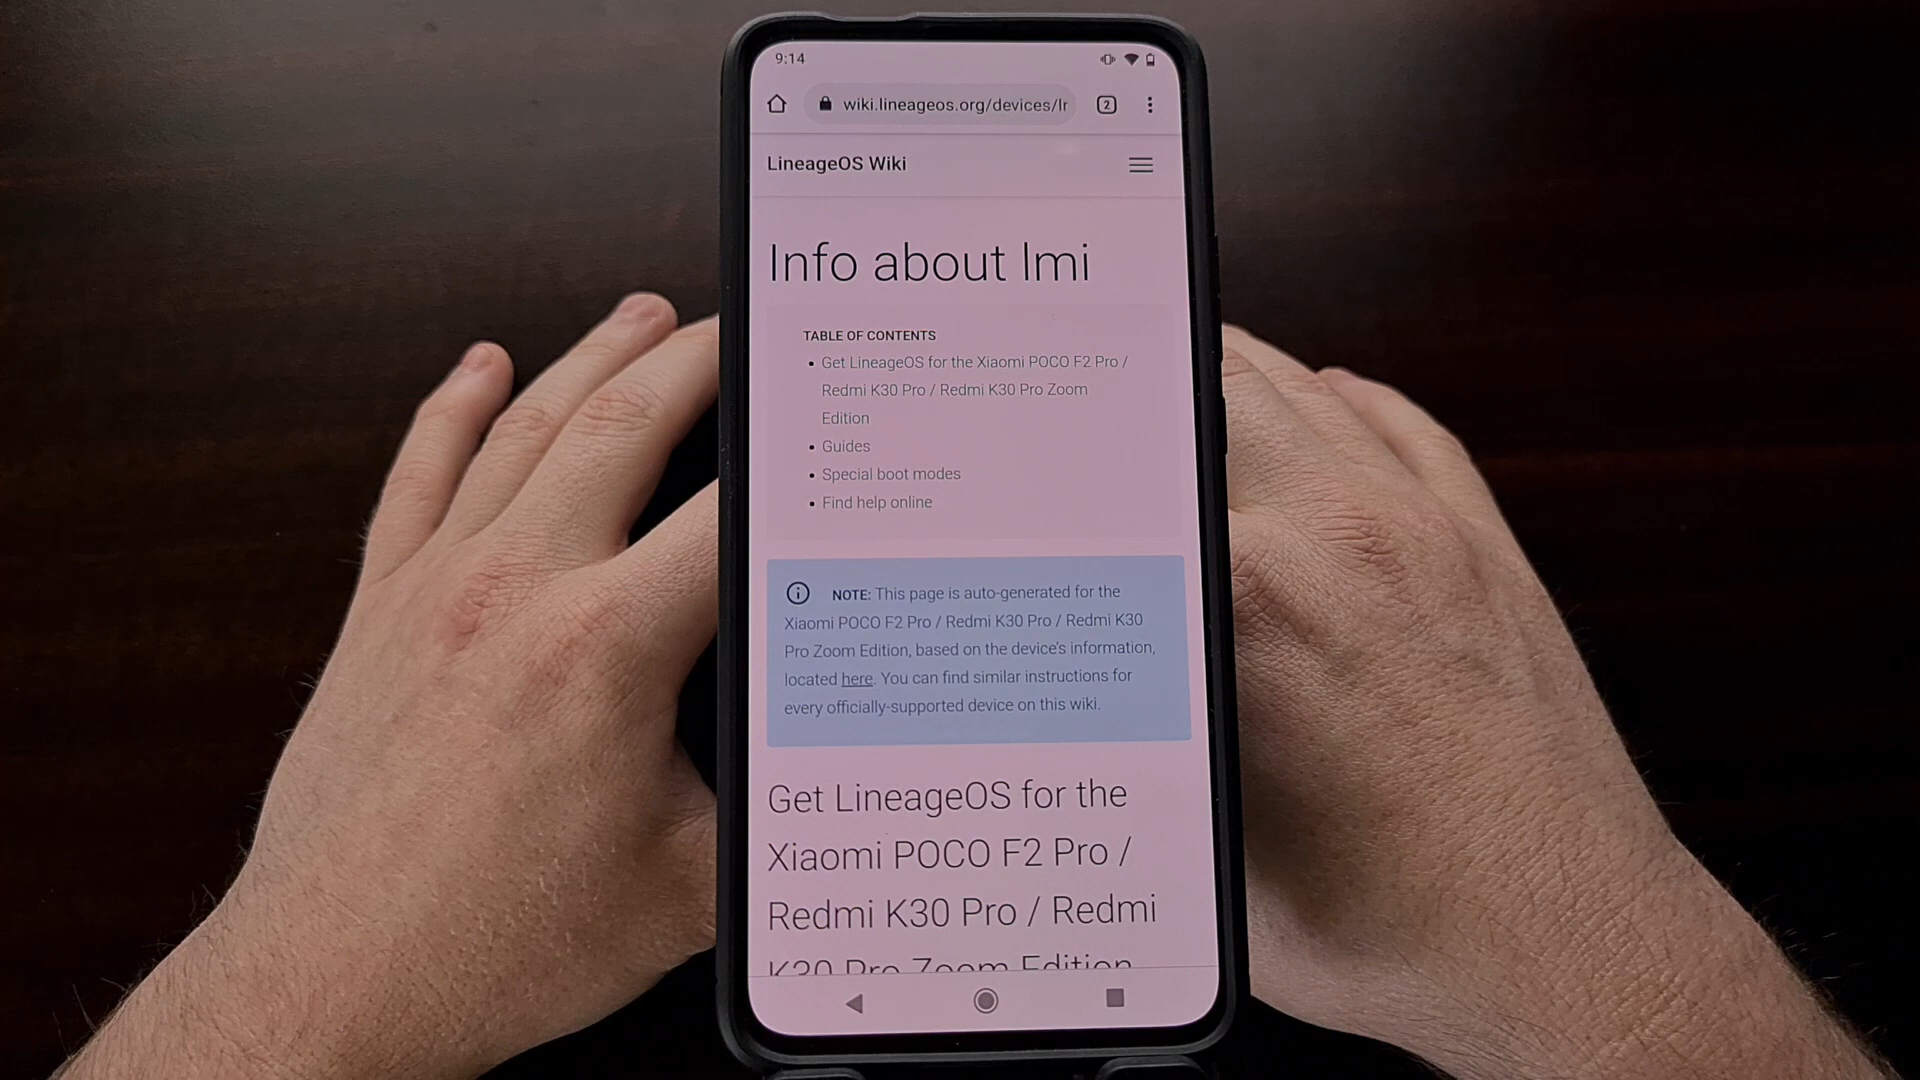 9:14
wiki.lineageos.org/devices/lr
2
LineageOS Wiki
Info about lmi
TABLE OF CONTENTS
• Get LineageOS for the Xiaomi POCO F2 Pro /
Redmi K30 Pro / Redmi K30 Pro Zoom
Edition
• Guides
• Special boot modes
• Find help online
NOTE: This page is auto-generated for the
Xiaomi POCO F2 Pro / Redmi K30 Pro / Redmi K30
Pro Zoom Edition, based on the device's information,
located here. You can find similar instructions for
every officially-supported device on this wiki.
Get LineageOS for the
Xiaomi POCO F2 Pro /
Redmi K30 Pro / Redmi
K30 Pro Zoom Edition